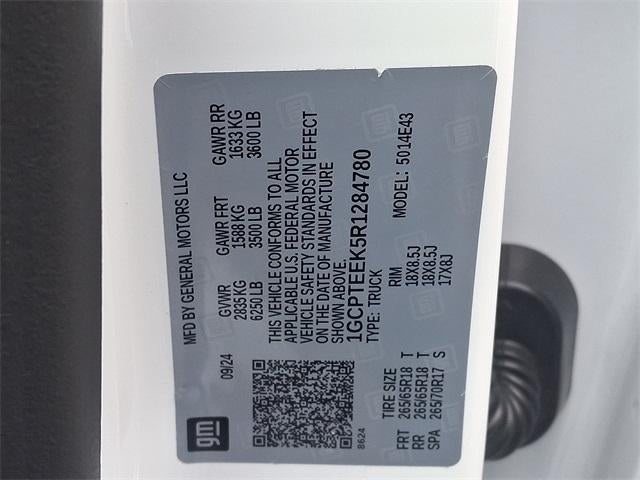 MFD BY GENERAL MOTORS LLC
09/24
GVWR GAWR FRT GAWR RR
2835 KG 1588 KG 1633 KG
6250 LB 3500 LB 3600 LB
THIS VEHICLE CONFORMS TO ALL
APPLICABLE U.S. FEDERAL MOTOR
VEHICLE SAFETY STANDARDS IN EFFECT
ON THE DATE OF MANUFACTURE
SHOWN ABOVE.
1GCPTEEK5R1284780
TYPE: TRUCK MODEL: 5014E43
gm
8624
TIRE SIZE RIM
FRT 265/65R18 T 18X8.5J
RR 265/65R18 T 18X8.5J
SPA 265/70R17 S 17X8J